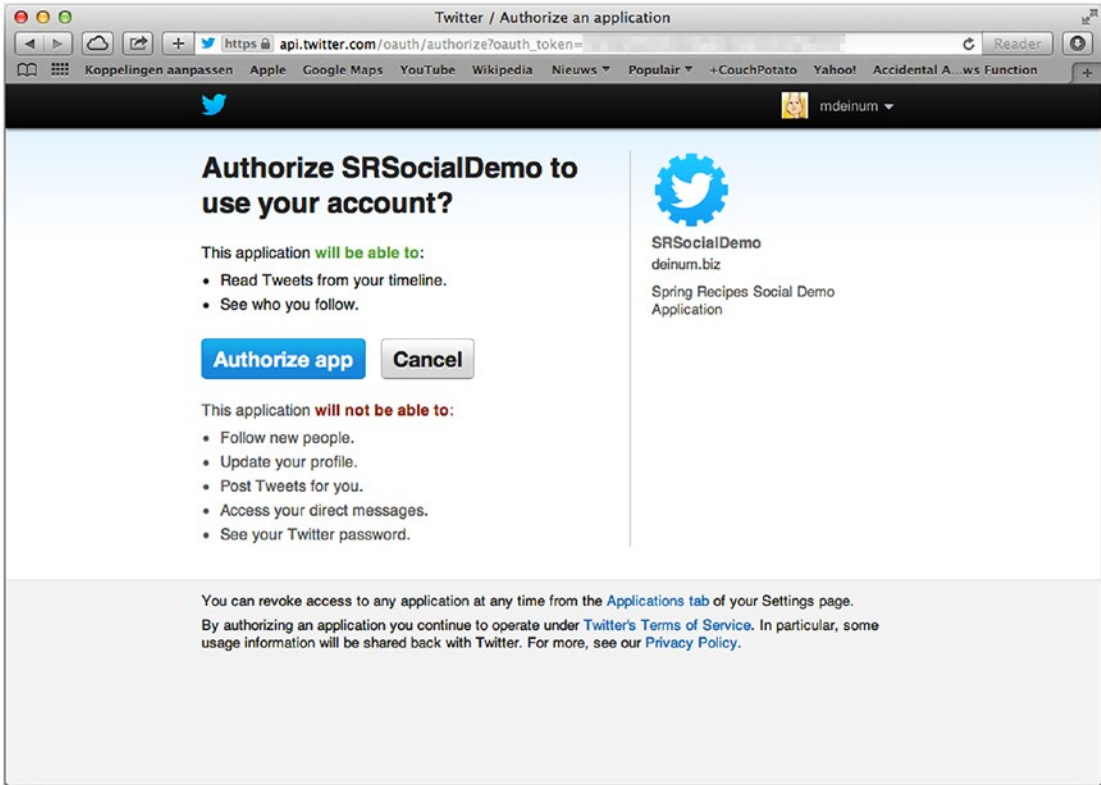 Twitter / Authorize an application
https api.twitter.com/oauth/authorize?oauth_token=
Reader
Koppelingen aanpassen Apple Google Maps YouTube Wikipedia Nieuws Populair +CouchPotato Yahoo! Accidental A...ws Function
mdeinum
Authorize SRSocialDemo to
use your account?
This application will be able to:
• Read Tweets from your timeline.
• See who you follow.
Authorize app Cancel
This application will not be able to:
• Follow new people.
• Update your profile.
• Post Tweets for you.
• Access your direct messages.
• See your Twitter password.
SRSocialDemo
deinum.biz
Spring Recipes Social Demo
Application
You can revoke access to any application at any time from the Applications tab of your Settings page.
By authorizing an application you continue to operate under Twitter's Terms of Service. In particular, some
usage information will be shared back with Twitter. For more, see our Privacy Policy.